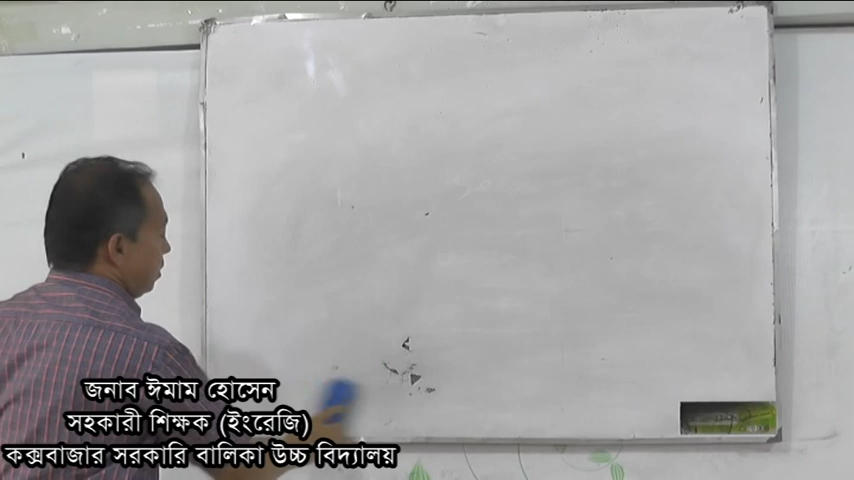 জনাব ঈমাম হোসেন
সহকারী শিক্ষক (ইংরেজি)
কক্সবাজার সরকারি বালিকা উচ্চ বিদ্যালয়